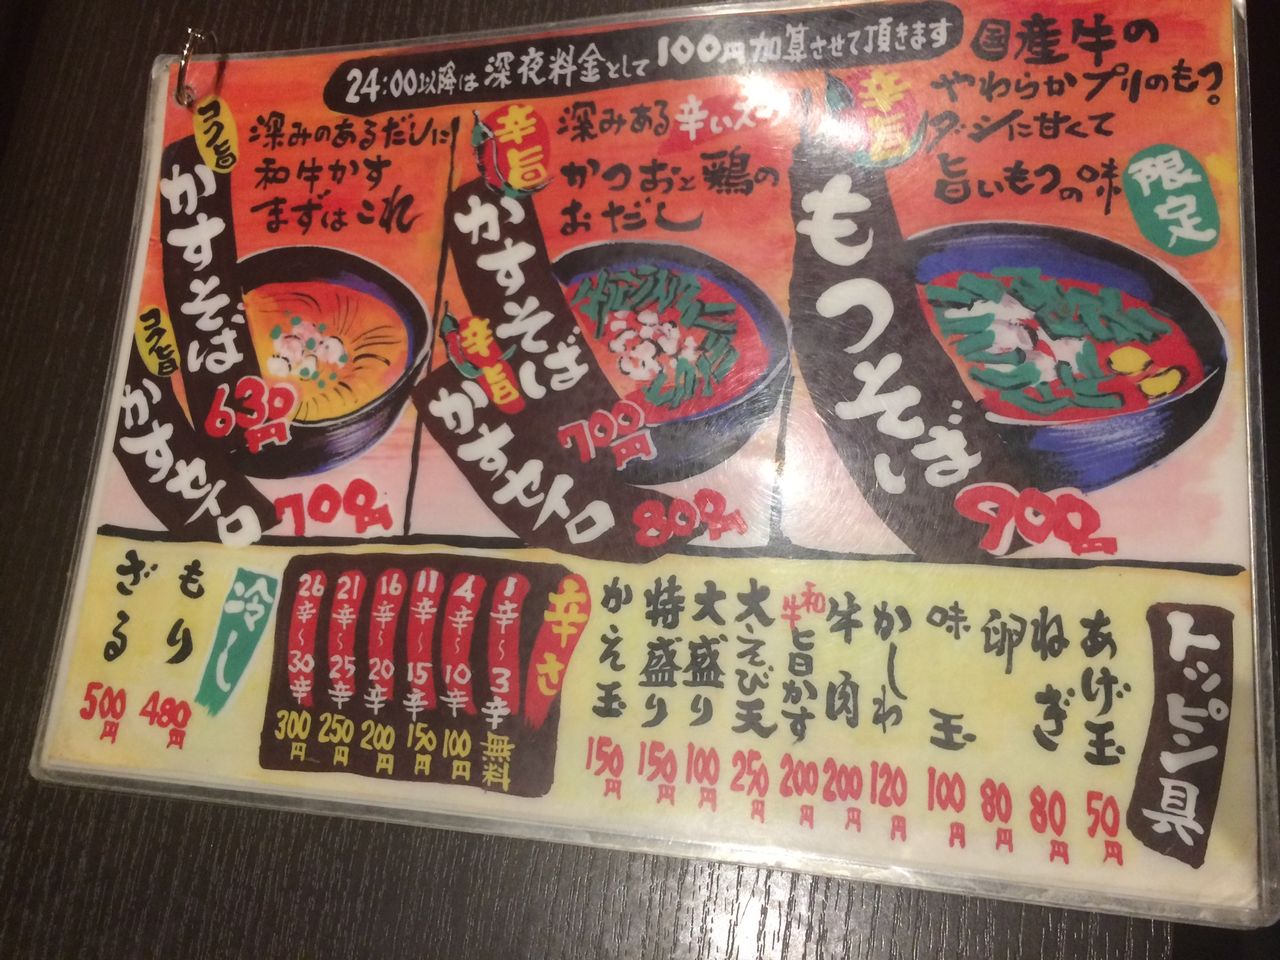 24:00以降は深夜料金として100円加算させて頂きます
国産牛の
やわらかプリのもつ?
ダシに甘くて
旨いもつの味
限定
辛旨
もつそば
900円
深みある辛い
かつおと鶏の
おだし
辛旨
かすそば
700円
辛旨
かすセトロ
800円
深みのあるだしに
和牛かす
まずはこれ
コク旨
かすそば
630円
コク旨
かすセトロ
700円
トッピン具
あげ玉 50円
ねぎ 80円
卵 80円
味玉 100円
かしわ 120円
牛肉 200円
和牛旨かす 200円
大えび天 250円
大盛り 100円
特盛り 150円
かえ玉 150円
辛さ
1辛〜3辛 無料
4辛〜10辛 100円
11辛〜15辛 150円
16辛〜20辛 200円
21辛〜25辛 250円
26辛〜30辛 300円
冷し
もり 480円
ざる 500円